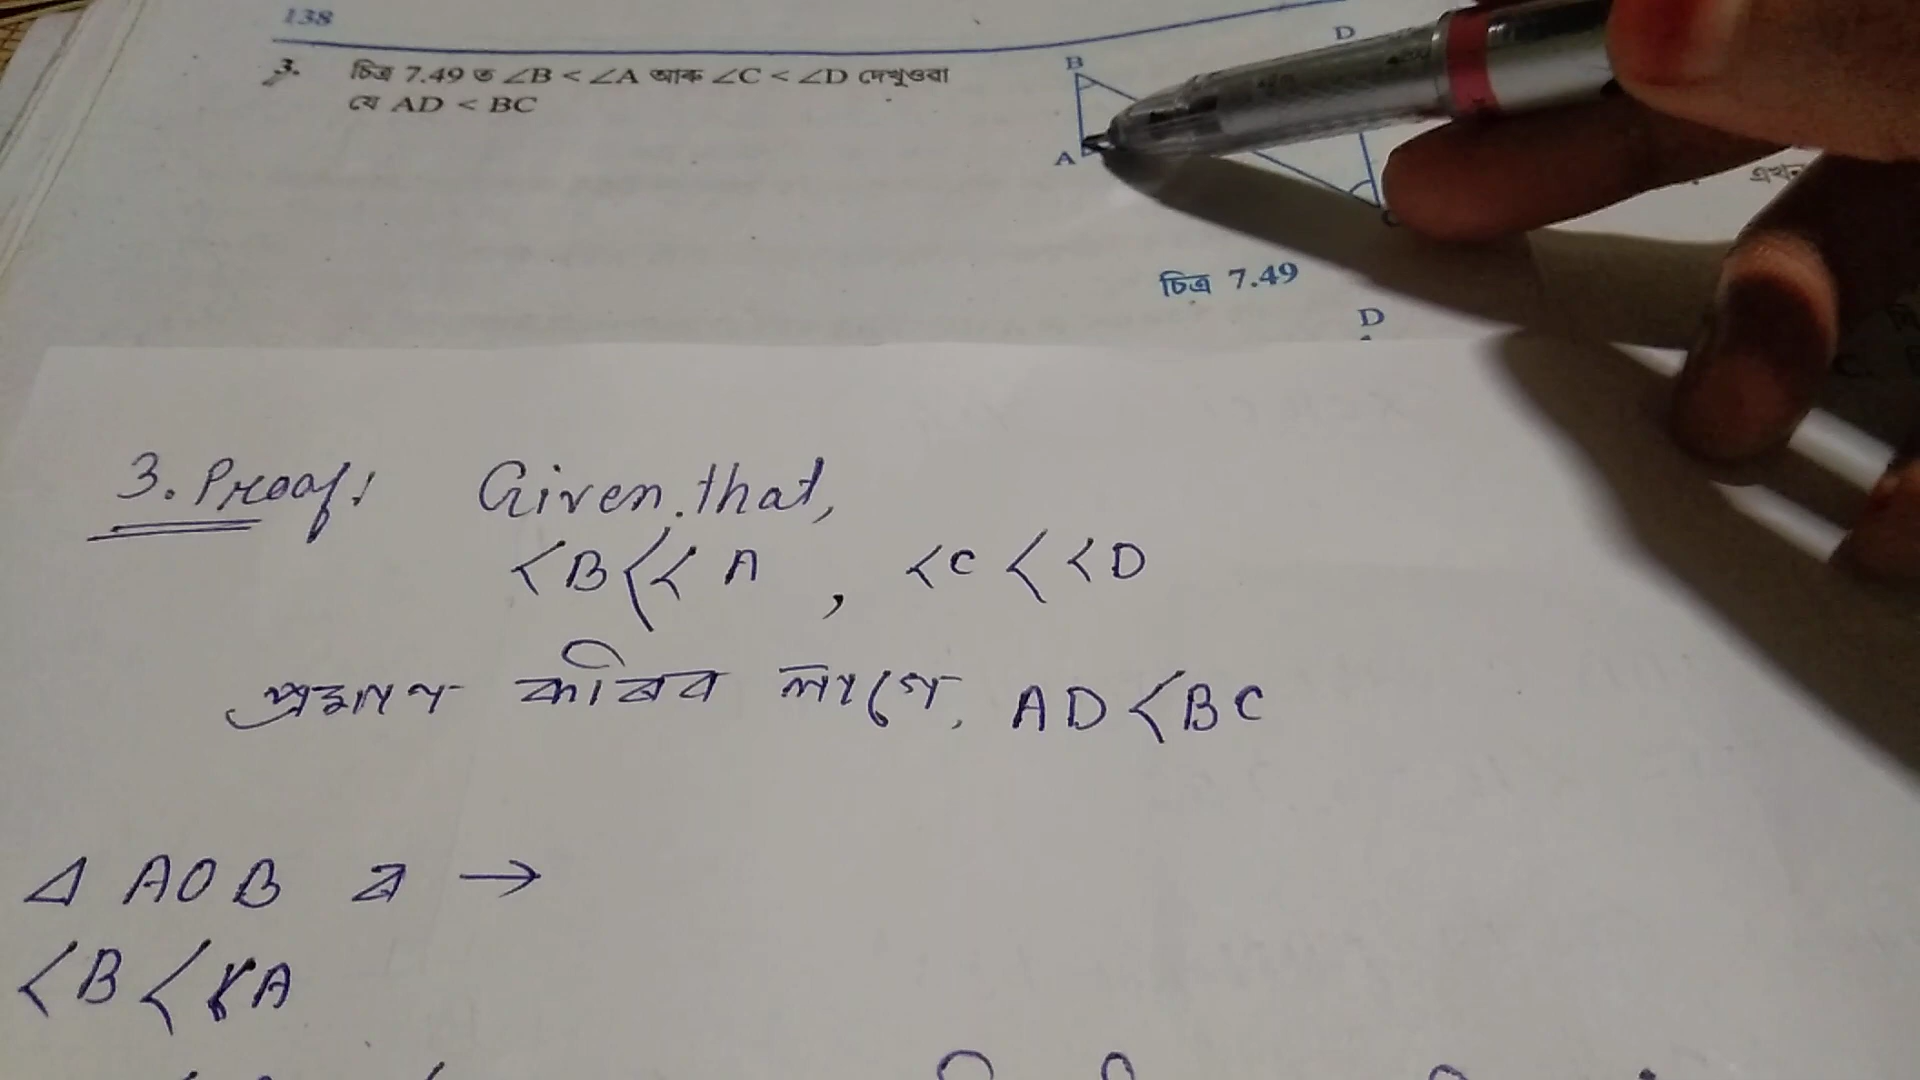 138
3. চিত্ৰ 7.49 ত ∠B < ∠A আৰু ∠C < ∠D দেখুওৱা
যে AD < BC
B
D
A
C
এখন
চিত্ৰ 7.49
D
3. Proof: Given that,
<B < <A , <C < <D
প্ৰমাণ কৰিব লাগে, AD < BC
Δ AOB ৰ →
<B < <A